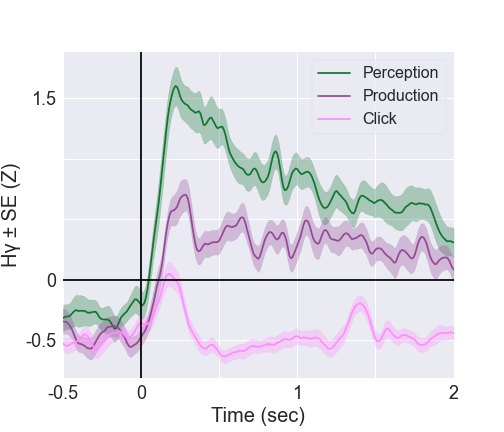 Perception
Production
Click
1.5
0
-0.5
Hγ ± SE (Z)
-0.5
0
1
2
Time (sec)